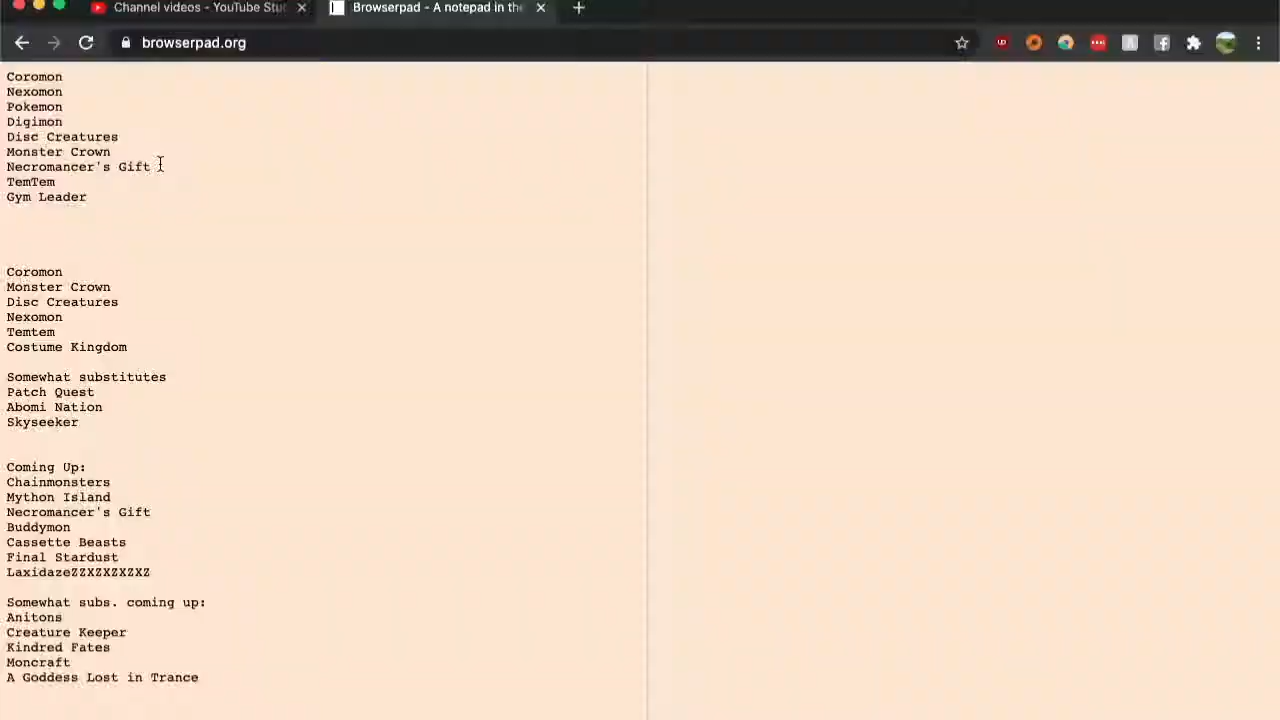 Channel videos - YouTube Stu
Browserpad - A notepad in the
browserpad.org
Coromon
Nexomon
Pokemon
Digimon
Disc Creatures
Monster Crown
Necromancer's Gift
TemTem
Gym Leader
Coromon
Monster Crown
Disc Creatures
Nexomon
Temtem
Costume Kingdom
Somewhat substitutes
Patch Quest
Abomi Nation
Skyseeker
Coming Up:
Chainmonsters
Mython Island
Necromancer's Gift
Buddymon
Cassette Beasts
Final Stardust
LaxidazeZZXZXZXZXZ
Somewhat subs. coming up:
Anitons
Creature Keeper
Kindred Fates
Moncraft
A Goddess Lost in Trance